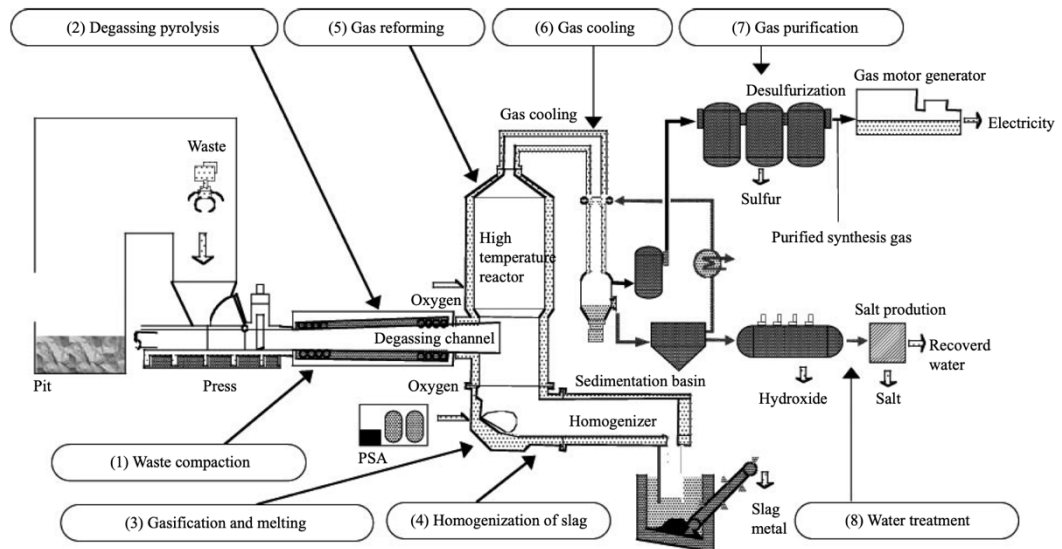 (2) Degassing pyrolysis
(5) Gas reforming
(6) Gas cooling
(7) Gas purification
Desulfurization
Gas motor generator
Gas cooling
Electricity
Waste
Sulfur
Purified synthesis gas
High
temperature
reactor
Oxygen
Degassing channel
Salt prodution
Recoverd
water
Pit
Press
Oxygen
Sedimentation basin
Hydroxide
Salt
Homogenizer
PSA
(1) Waste compaction
Slag
metal
(3) Gasification and melting
(4) Homogenization of slag
(8) Water treatment